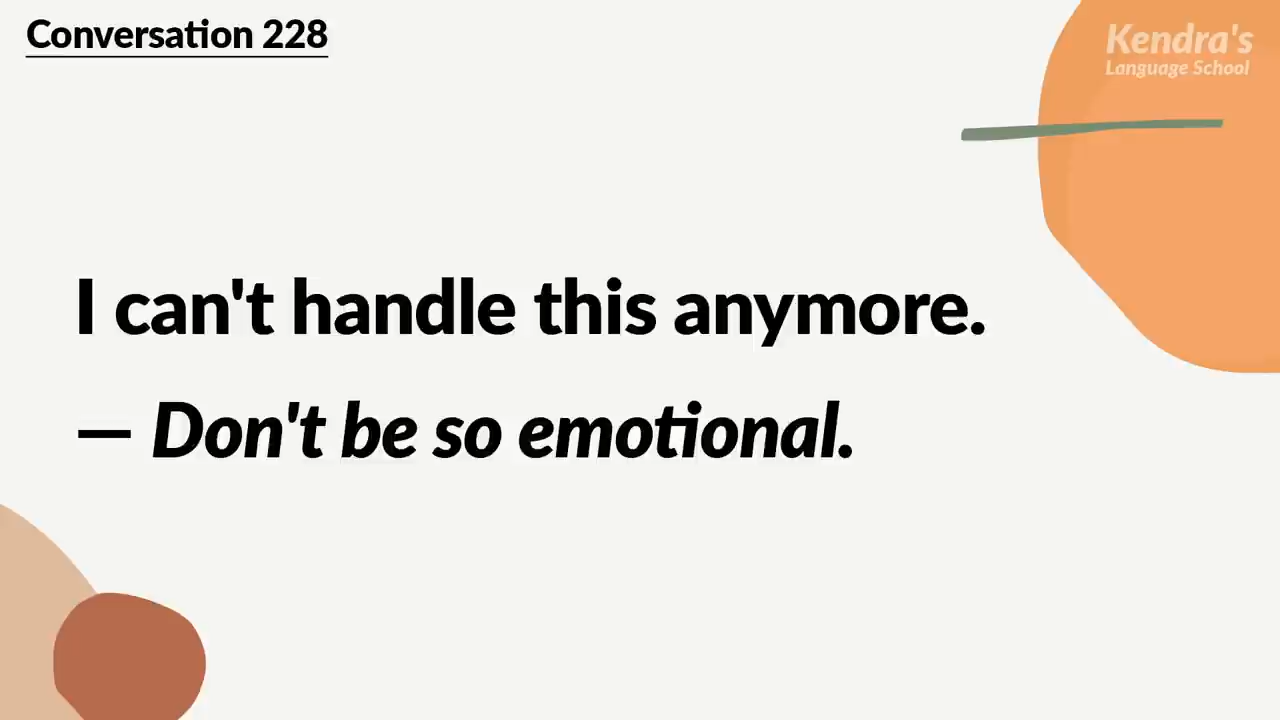 Conversation 228
Kendra's
Language School
I can't handle this anymore.
— Don't be so emotional.